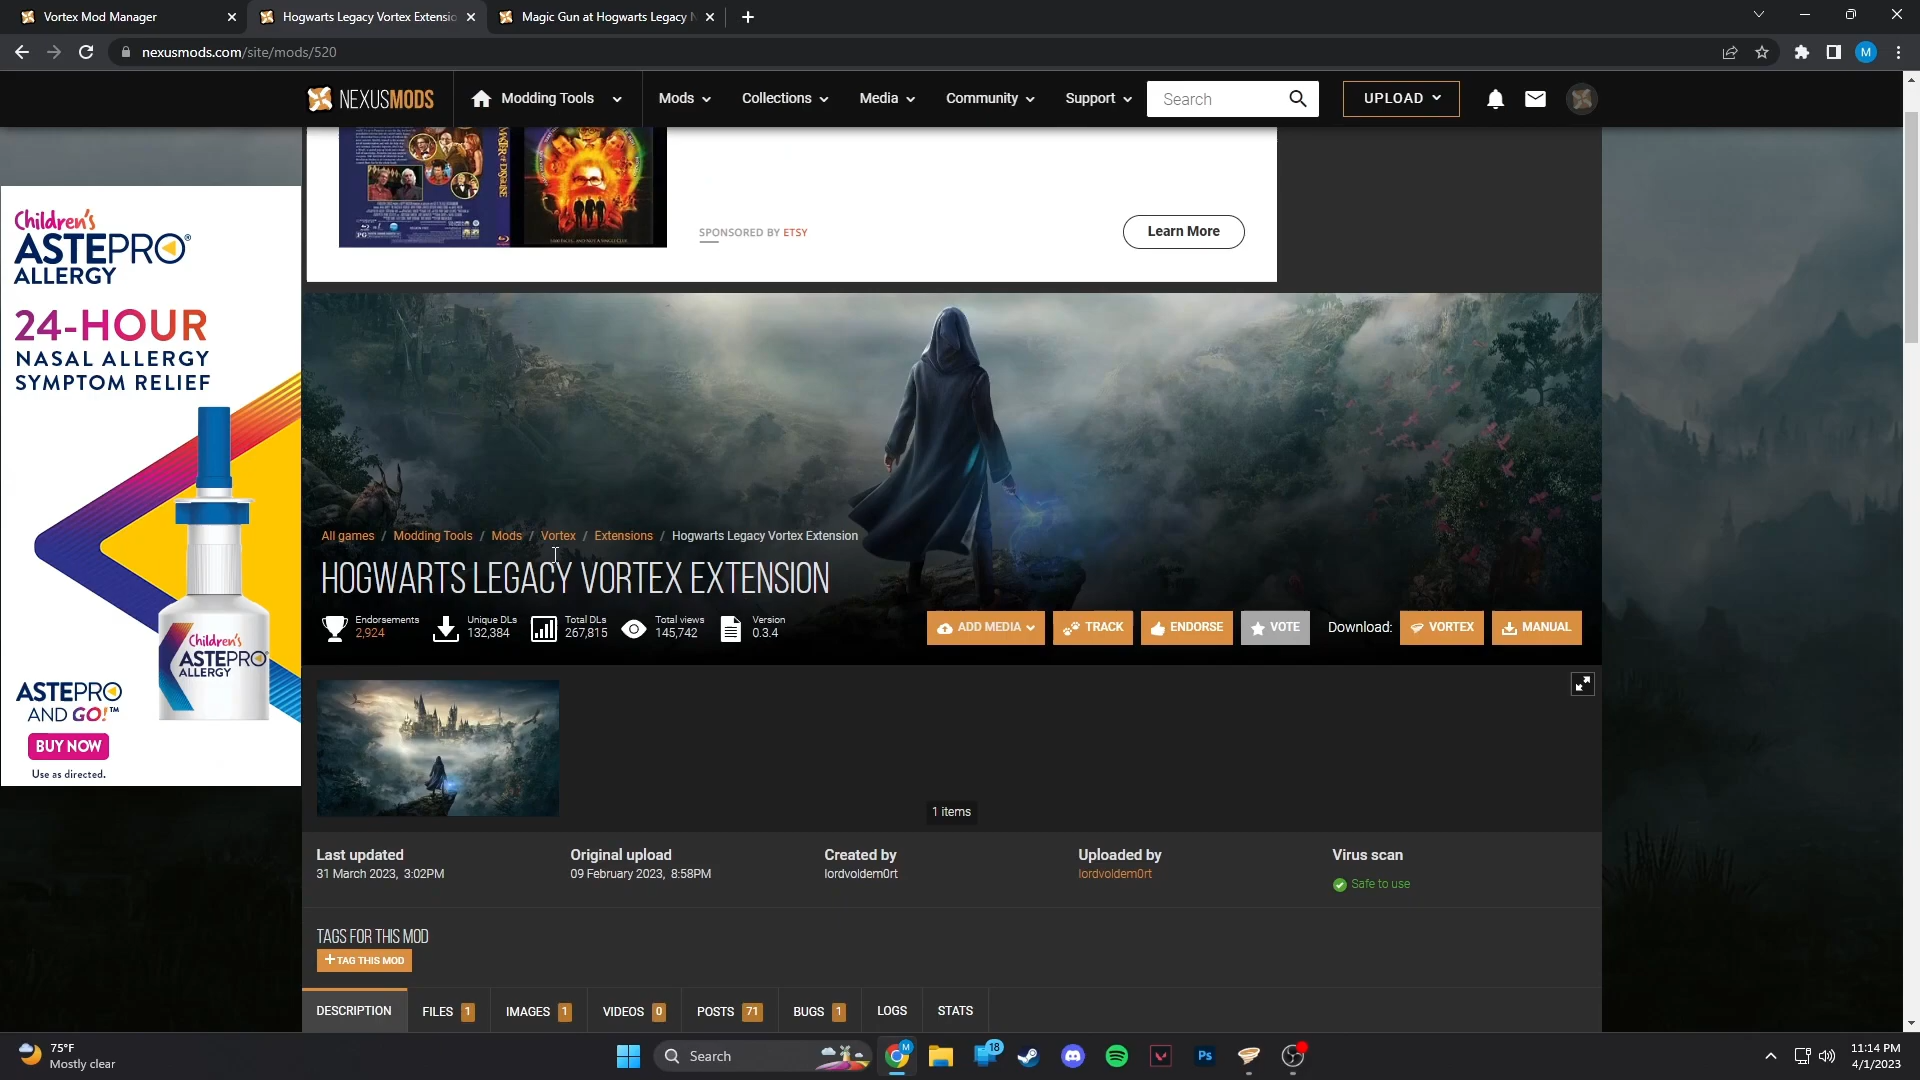 Vortex Mod Manager
Hogwarts Legacy Vortex Extensio
Magic Gun at Hogwarts Legacy N
nexusmods.com/site/mods/520
M
NEXUSMODS
Modding Tools
Mods
Collections
Media
Community
Support
Search
UPLOAD
SPONSORED BY ETSY
Learn More
Children's
ASTEPRO®
ALLERGY
24-HOUR
NASAL ALLERGY
SYMPTOM RELIEF
Children's
ASTEPRO
ALLERGY
ASTEPRO
AND GO!™
BUY NOW
Use as directed.
All games / Modding Tools / Mods / Vortex / Extensions / Hogwarts Legacy Vortex Extension
HOGWARTS LEGACY VORTEX EXTENSION
Endorsements
2,924
Unique DLs
132,384
Total DLs
267,815
Total views
145,742
Version
0.3.4
ADD MEDIA
TRACK
ENDORSE
VOTE
Download:
VORTEX
MANUAL
1 items
Last updated
31 March 2023, 3:02PM
Original upload
09 February 2023, 8:58PM
Created by
lordvoldem0rt
Uploaded by
lordvoldem0rt
Virus scan
Safe to use
TAGS FOR THIS MOD
+ TAG THIS MOD
DESCRIPTION
FILES 1
IMAGES 1
VIDEOS 0
POSTS 71
BUGS 1
LOGS
STATS
75°F
Mostly clear
Search
M
18
Ps
11:14 PM
4/1/2023